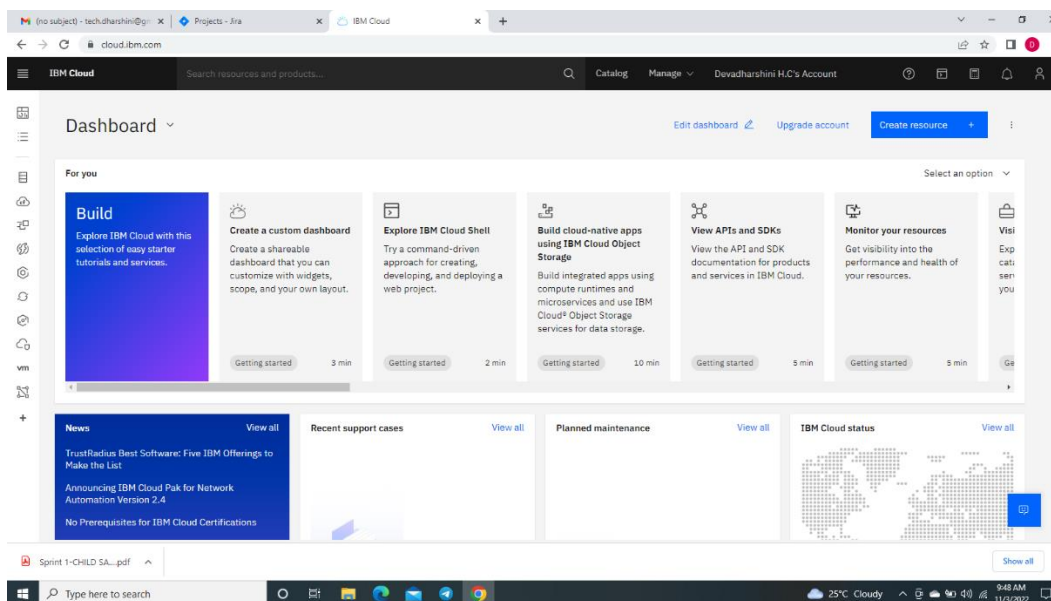 (no subject) - tech.dharshini@g
Projects - Jira
IBM Cloud
cloud.ibm.com
D
IBM Cloud
Search resources and products...
Catalog
Manage
Devadharshini H.C's Account
Dashboard
Edit dashboard
Upgrade account
Create resource +
For you
Select an option
Build
Explore IBM Cloud with this
selection of easy starter
tutorials and services.
Create a custom dashboard
Create a shareable
dashboard that you can
customize with widgets,
scope, and your own layout.
Getting started
3 min
Explore IBM Cloud Shell
Try a command-driven
approach for creating,
developing, and deploying a
web project.
Getting started
2 min
Build cloud-native apps
using IBM Cloud Object
Storage
Build integrated apps using
compute runtimes and
microservices and use IBM
Cloud® Object Storage
services for data storage.
Getting started
10 min
View APIs and SDKs
View the API and SDK
documentation for products
and services in IBM Cloud.
Getting started
5 min
Monitor your resources
Get visibility into the
performance and health of
your resources.
Getting started
5 min
Visi
Exp
cata
serv
you
Ge
vm
News
View all
TrustRadius Best Software: Five IBM Offerings to
Make the List
Announcing IBM Cloud Pak for Network
Automation Version 2.4
No Prerequisites for IBM Cloud Certifications
Recent support cases
View all
Planned maintenance
View all
IBM Cloud status
View all
Sprint 1-CHILD SA....pdf
Show all
Type here to search
25°C Cloudy
9:48 AM
11/3/2022